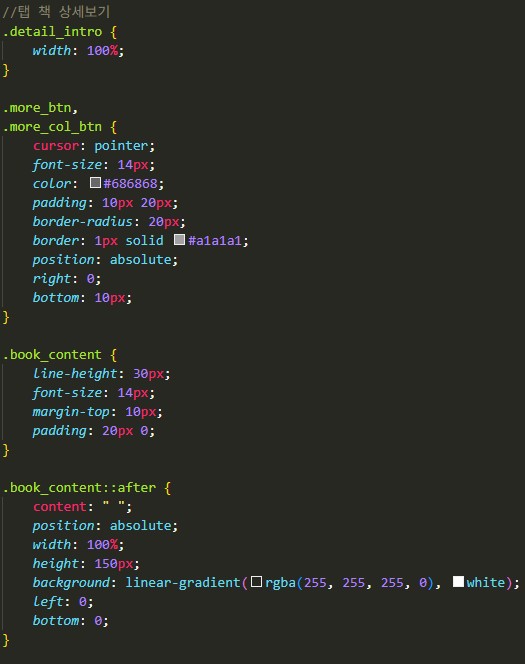 //탭 책 상세보기
.detail_intro {
    width: 100%;
}

.more_btn,
.more_col_btn {
    cursor: pointer;
    font-size: 14px;
    color: #686868;
    padding: 10px 20px;
    border-radius: 20px;
    border: 1px solid #a1a1a1;
    position: absolute;
    right: 0;
    bottom: 10px;
}

.book_content {
    line-height: 30px;
    font-size: 14px;
    margin-top: 10px;
    padding: 20px 0;
}

.book_content::after {
    content: " ";
    position: absolute;
    width: 100%;
    height: 150px;
    background: linear-gradient(rgba(255, 255, 255, 0), white);
    left: 0;
    bottom: 0;
}